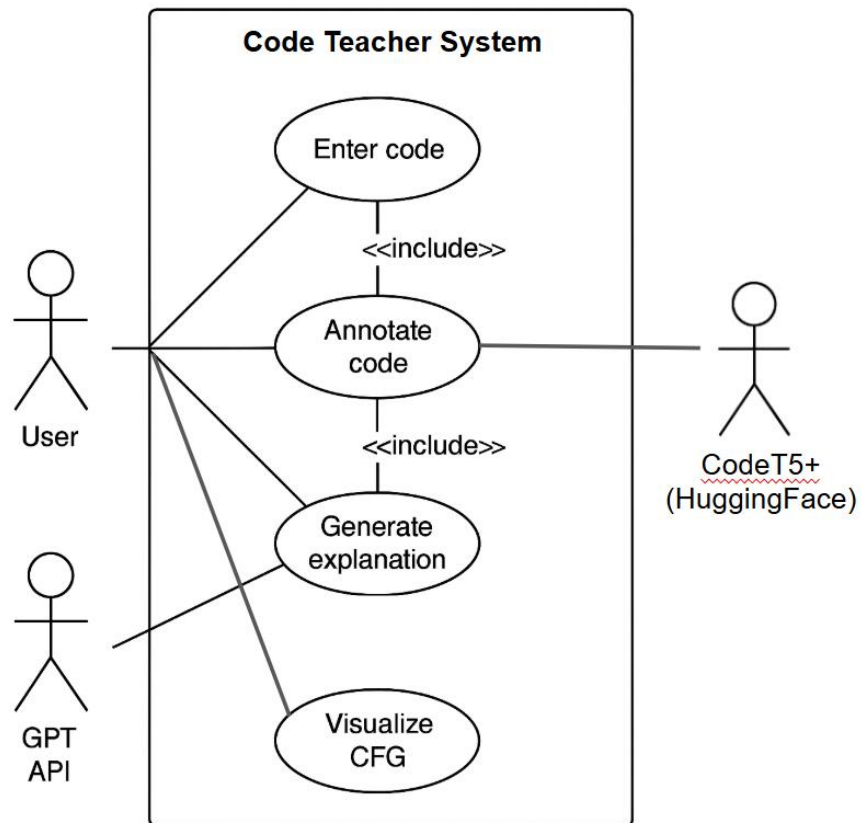 Code Teacher System
Enter code
<<include>>
Annotate
code
<<include>>
Generate
explanation
Visualize
CFG
User
GPT
API
CodeT5+
(HuggingFace)